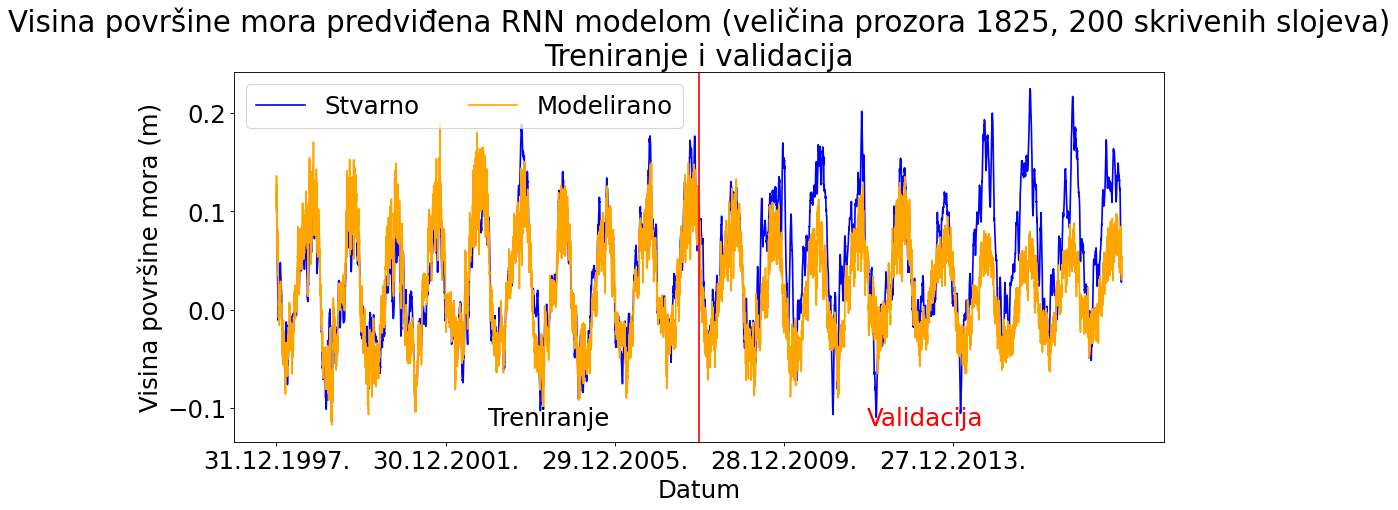 Visina površine mora predviđena RNN modelom (veličina prozora 1825, 200 skrivenih slojeva)
Treniranje i validacija
Stvarno
Modelirano
Visina površine mora (m)
0.2
0.1
0.0
−0.1
Treniranje
Validacija
31.12.1997.
30.12.2001.
29.12.2005.
28.12.2009.
27.12.2013.
Datum